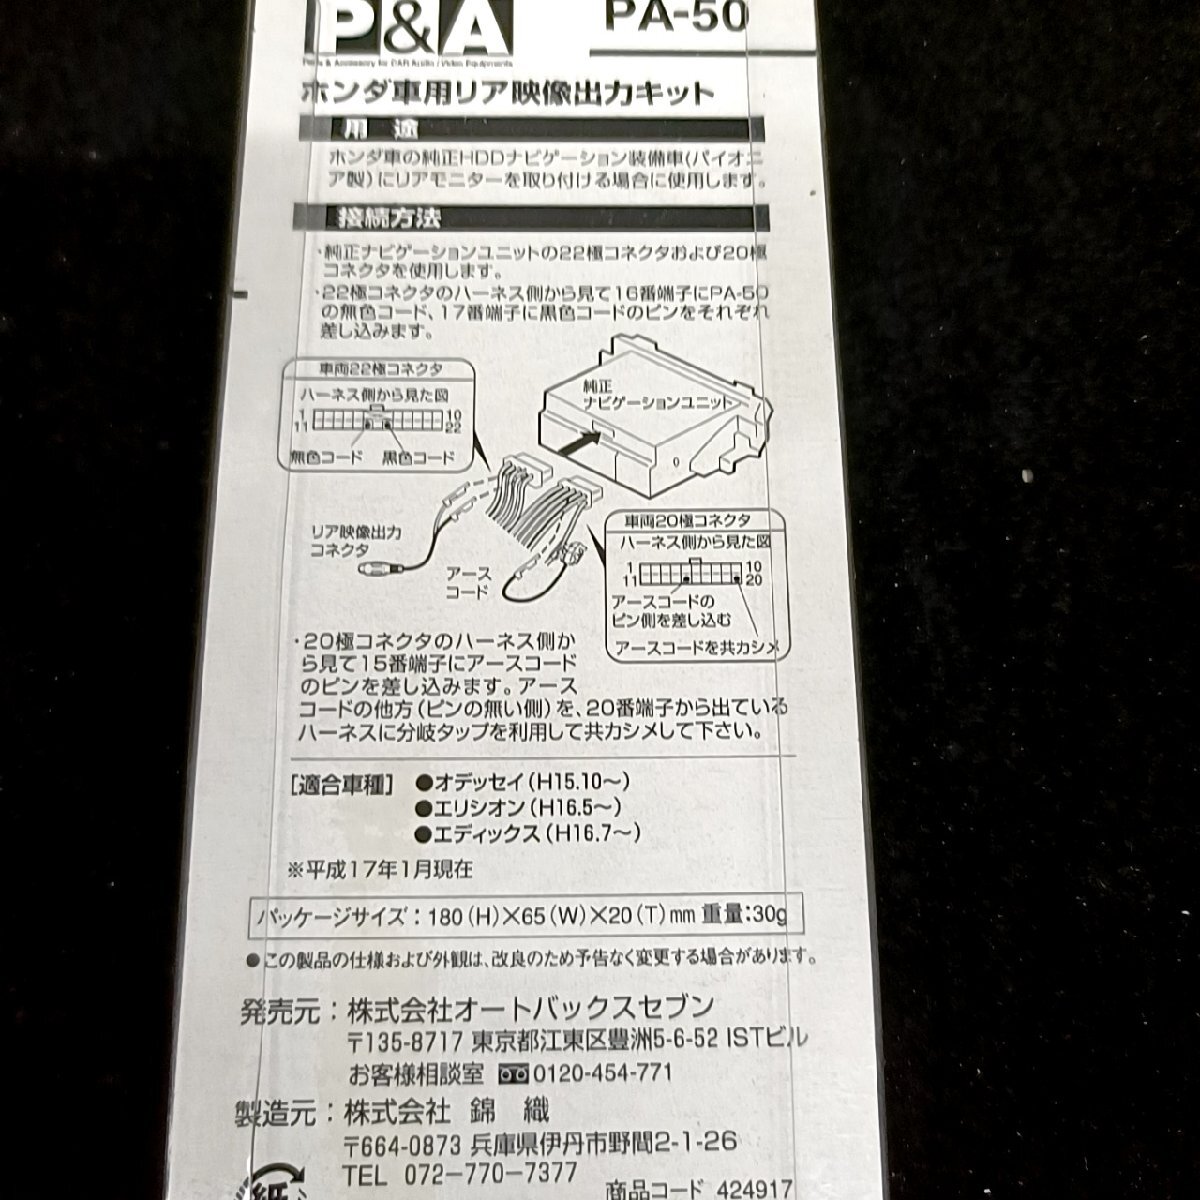 P&A PA-50
Parts & Accessory for CAR Audio / Video Equipments
ホンダ車用リア映像出力キット
用 途
ホンダ車の純正HDDナビゲーション装備車(パイオニ
ア製)にリアモニターを取り付ける場合に使用します。
接続方法
・純正ナビゲーションユニットの22極コネクタおよび20極
コネクタを使用します。
・22極コネクタのハーネス側から見て16番端子にPA-50
の無色コード、17番端子に黒色コードのピンをそれぞれ
差し込みます。
車両22極コネクタ
ハーネス側から見た図
1 10
11 22
無色コード 黒色コード
純正
ナビゲーションユニット
リア映像出力
コネクタ
アース
コード
車両20極コネクタ
ハーネス側から見た図
1 10
11 20
アースコードの
ピン側を差し込む
アースコードを共カシメ
・20極コネクタのハーネス側か
ら見て15番端子にアースコード
のピンを差し込みます。アース
コードの他方(ピンの無い側)を、20番端子から出ている
ハーネスに分岐タップを利用して共カシメして下さい。
[適合車種] ●オデッセイ(H15.10～)
●エリシオン(H16.5～)
●エディックス(H16.7～)
※平成17年1月現在
パッケージサイズ：180(H)×65(W)×20(T)mm 重量：30g
●この製品の仕様および外観は、改良のため予告なく変更する場合があります。
発売元：株式会社オートバックスセブン
〒135-8717 東京都江東区豊洲5-6-52 ISTビル
お客様相談室 0120-454-771
製造元：株式会社 錦 織
〒664-0873 兵庫県伊丹市野間2-1-26
TEL 072-770-7377
紙
商品コード 424917